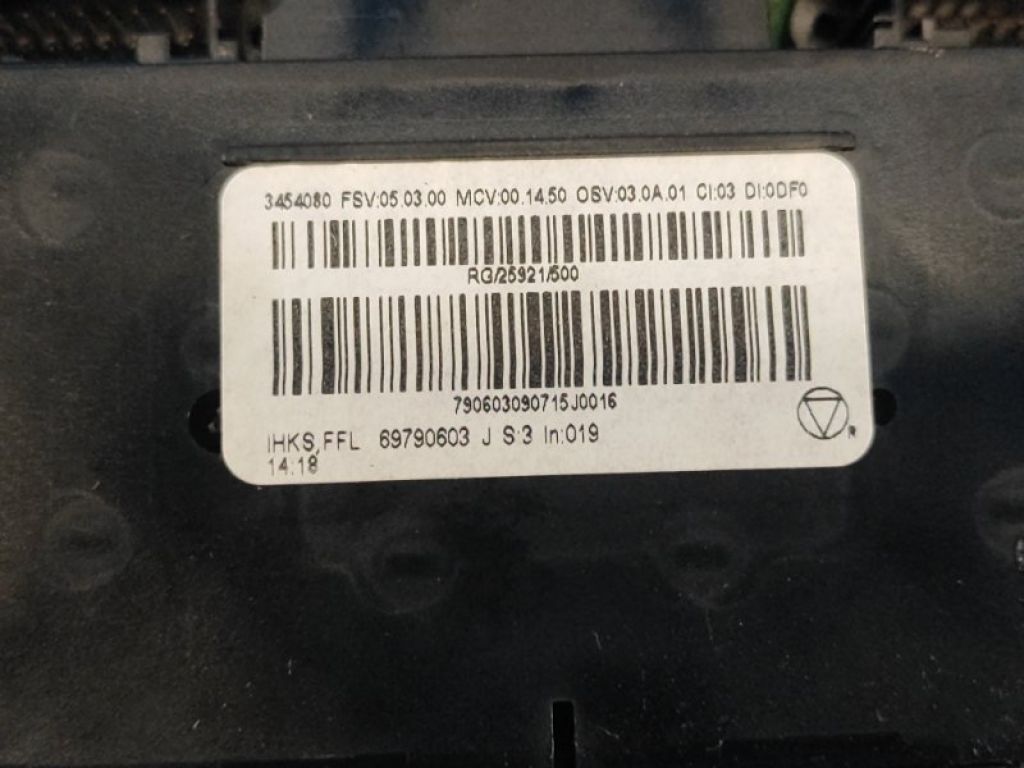 3454080 FSV:05.03.00 MCV:00.14.50 OSV:03.0A.01 CI:03 DI:0DF0
RG/25921/500
790603090715J0016
IHKS,FFL 69790603 J S:3 In:019
14:18